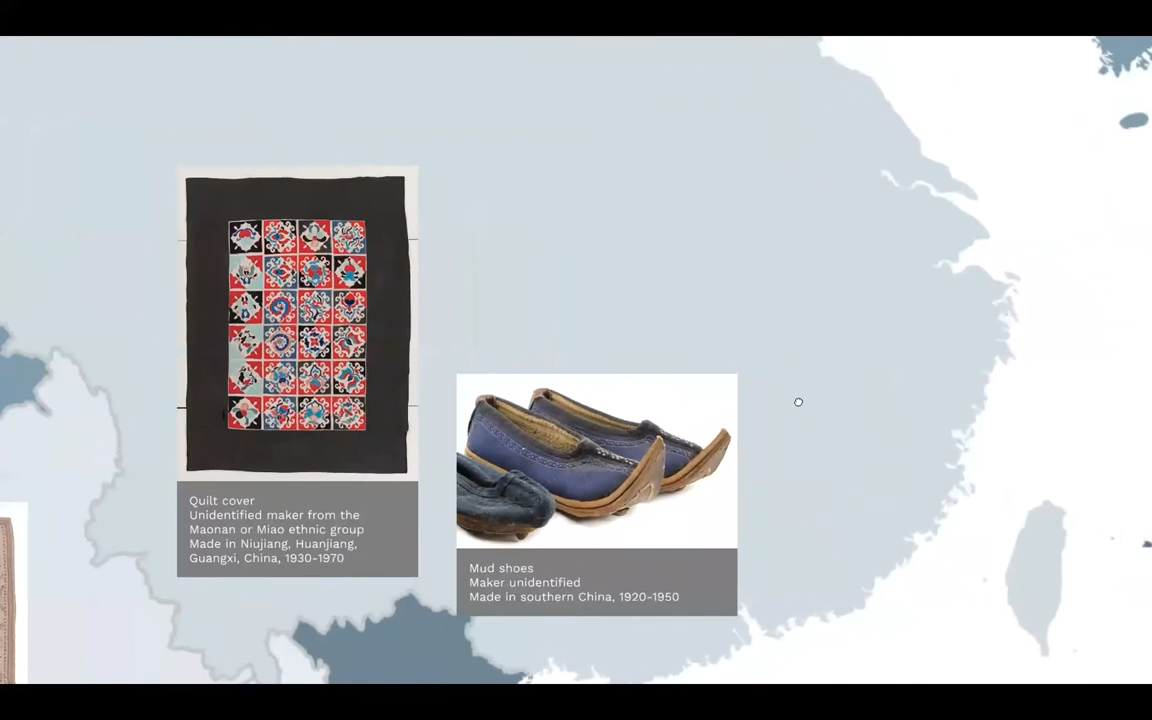 Quilt cover
Unidentified maker from the
Maonan or Miao ethnic group
Made in Niujiang, Huanjiang,
Guangxi, China, 1930-1970
Mud shoes
Maker unidentified
Made in southern China, 1920-1950